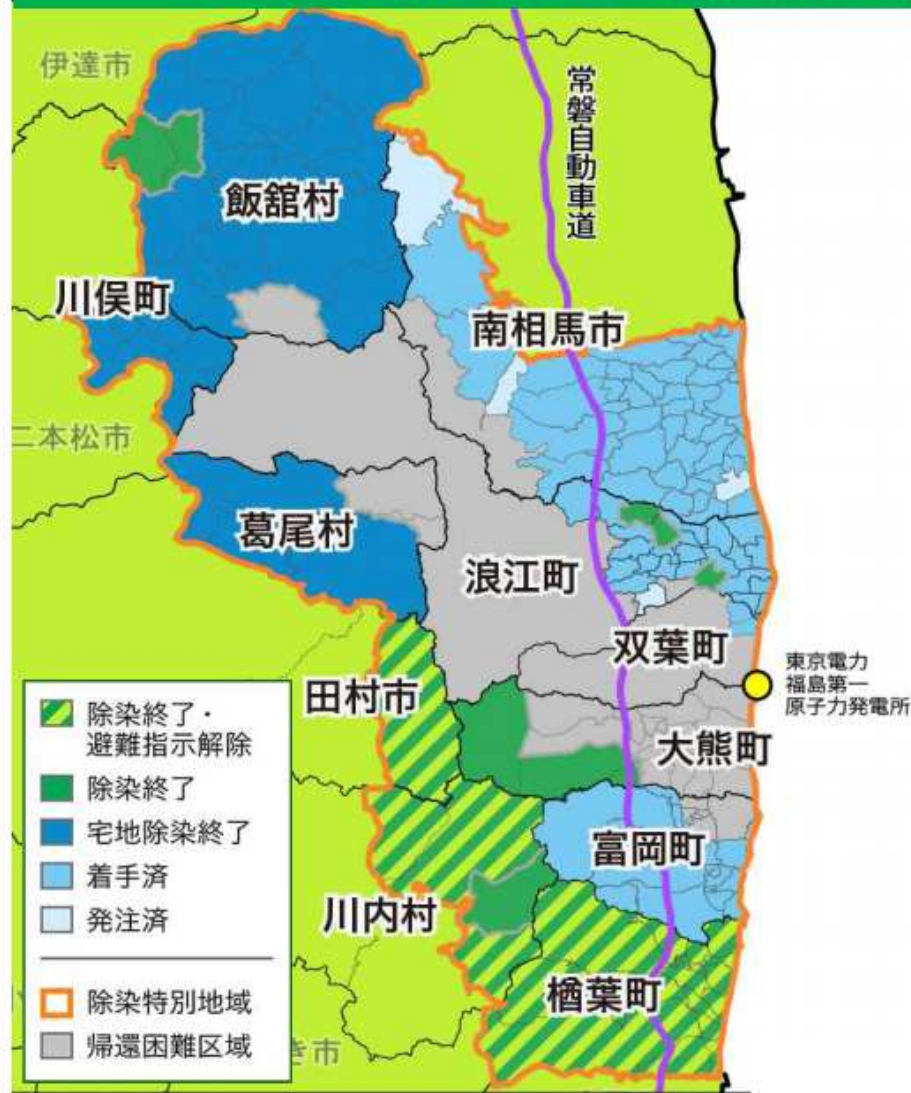 伊達市
常磐自動車道
飯舘村
川俣町
南相馬市
二本松市
葛尾村
浪江町
双葉町
東京電力
福島第一
原子力発電所
田村市
大熊町
富岡町
川内村
楢葉町
除染終了・
避難指示解除
除染終了
宅地除染終了
着手済
発注済
除染特別地域
帰還困難区域
き市